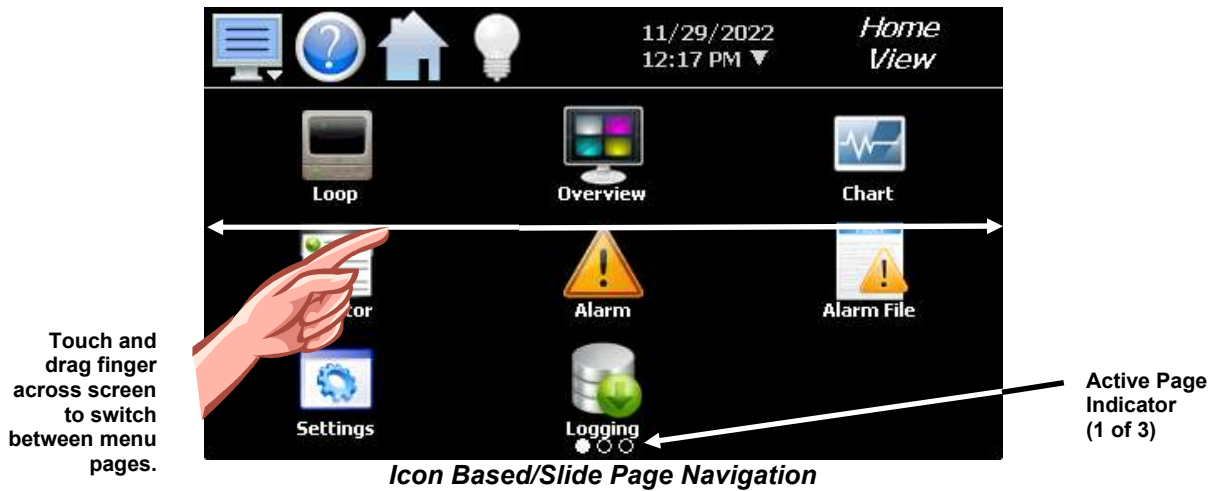 11/29/2022
12:17 PM ▼
Home
View
?
Loop
Overview
Chart
tor
Alarm
Alarm File
Settings
Logging
Touch and
drag finger
across screen
to switch
between menu
pages.
Active Page
Indicator
(1 of 3)
Icon Based/Slide Page Navigation